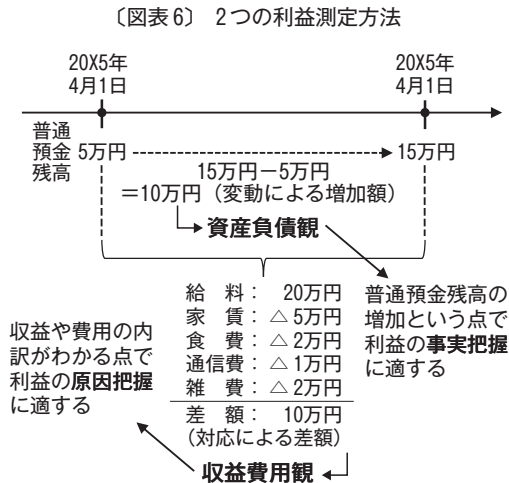 〔図表6〕 2つの利益測定方法
20X5年
4月1日
20X5年
4月1日
普通
預金
残高
5万円
15万円
15万円－5万円
＝10万円（変動による増加額）
資産負債観
給　料： 20万円
家　賃：△5万円
食　費：△2万円
通信費：△1万円
雑　費：△2万円
差　額： 10万円
（対応による差額）
収益費用観
普通預金残高の
増加という点で
利益の事実把握
に適する
収益や費用の内
訳がわかる点で
利益の原因把握
に適する